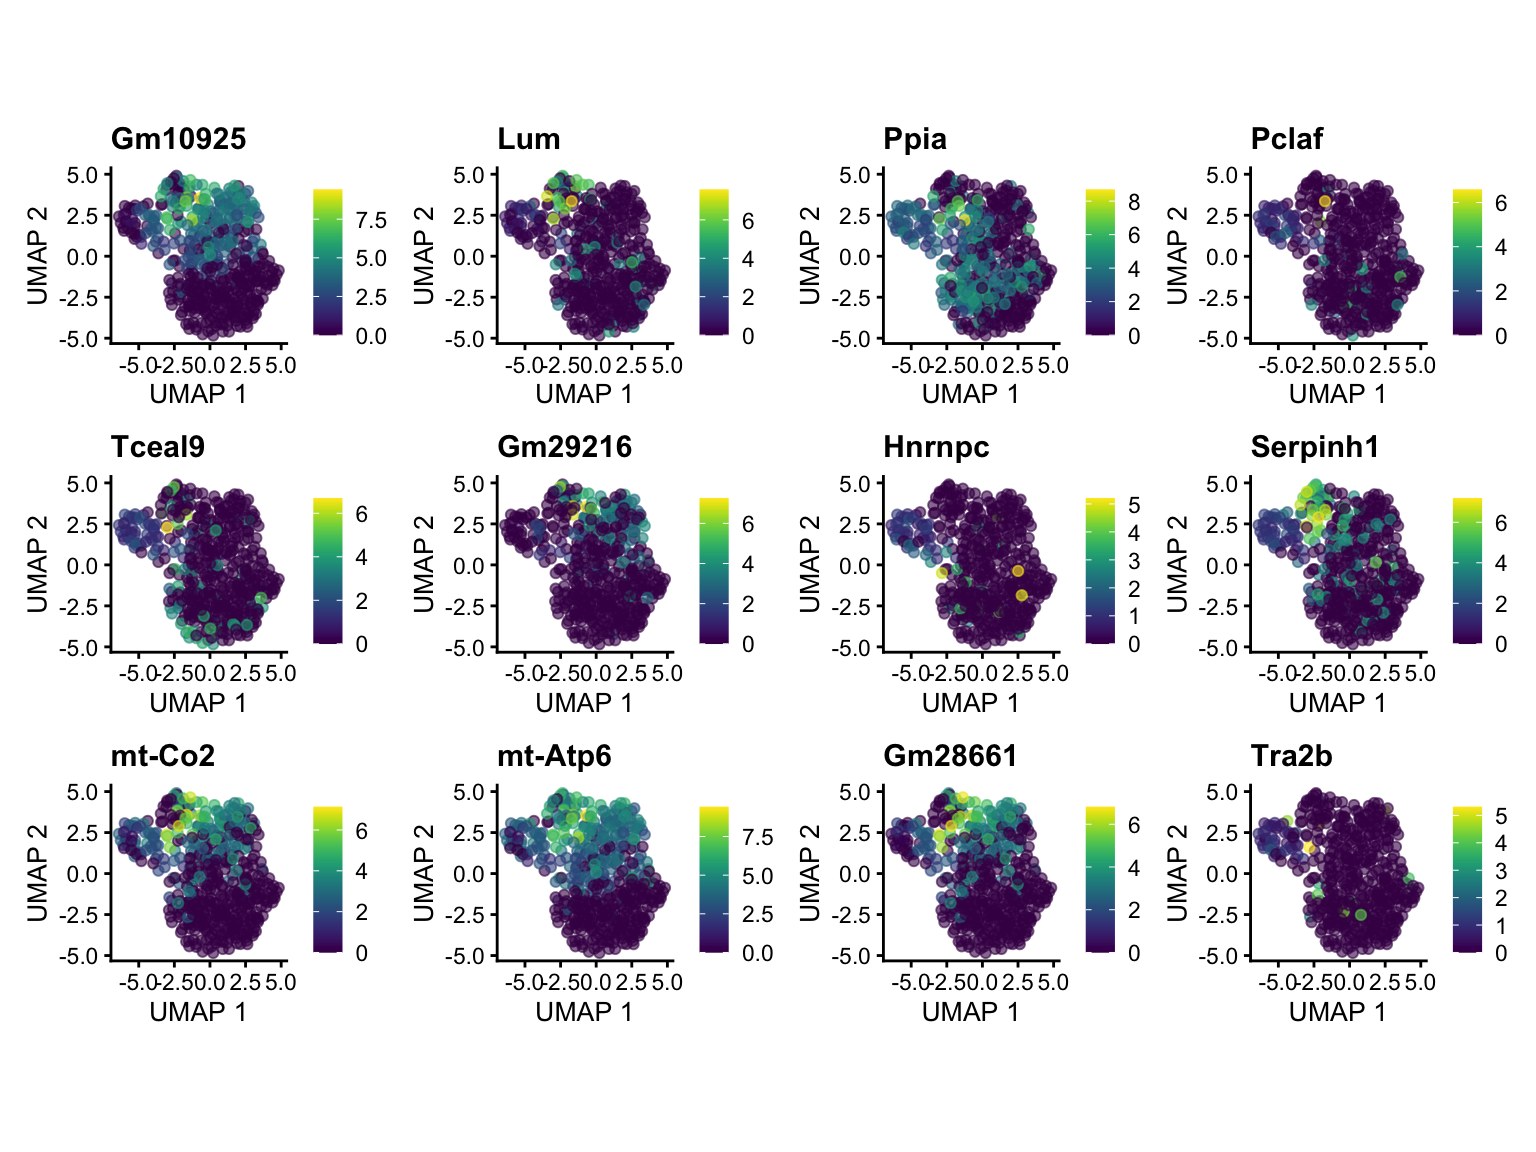 Gm10925 Lum Ppia Pclaf
5.0 5.0 5.0 5.0
2.5 7.5 2.5 6 2.5 8 2.5 6
0.0 5.0 0.0 4 0.0 6 0.0 4
-2.5 2.5 -2.5 2 -2.5 4 2 -2.5 2
-5.0 0.0 -5.0 0 -5.0 0 -5.0 0
UMAP 2 UMAP 2 UMAP 2 UMAP 2
-5.0 -2.5 0.0 2.5 5.0 -5.0 -2.5 0.0 2.5 5.0 -5.0 -2.5 0.0 2.5 5.0 -5.0 -2.5 0.0 2.5 5.0
UMAP 1 UMAP 1 UMAP 1 UMAP 1
Tceal9 Gm29216 Hnrnpc Serpinh1
5.0 5.0 5.0 5.0
2.5 6 2.5 6 2.5 5 2.5 6
0.0 4 0.0 4 0.0 4 3 0.0 4
-2.5 2 -2.5 2 -2.5 2 1 -2.5 2
-5.0 0 -5.0 0 -5.0 0 -5.0 0
UMAP 2 UMAP 2 UMAP 2 UMAP 2
-5.0 -2.5 0.0 2.5 5.0 -5.0 -2.5 0.0 2.5 5.0 -5.0 -2.5 0.0 2.5 5.0 -5.0 -2.5 0.0 2.5 5.0
UMAP 1 UMAP 1 UMAP 1 UMAP 1
mt-Co2 mt-Atp6 Gm28661 Tra2b
5.0 5.0 5.0 5.0
2.5 6 2.5 7.5 2.5 6 2.5 5
0.0 4 0.0 5.0 0.0 4 0.0 4 3
-2.5 2 -2.5 2.5 -2.5 2 -2.5 2 1
-5.0 0 -5.0 0.0 -5.0 0 -5.0 0
UMAP 2 UMAP 2 UMAP 2 UMAP 2
-5.0 -2.5 0.0 2.5 5.0 -5.0 -2.5 0.0 2.5 5.0 -5.0 -2.5 0.0 2.5 5.0 -5.0 -2.5 0.0 2.5 5.0
UMAP 1 UMAP 1 UMAP 1 UMAP 1